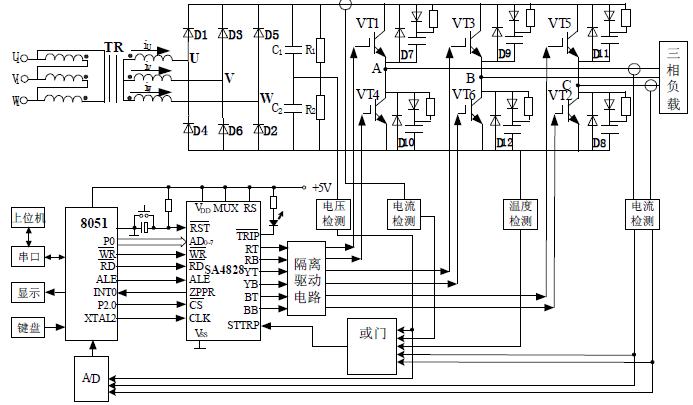 TR
U₁
V₁
W₁
iU
iV
iW
U
V
W
D1
D3
D5
D4
D6
D2
C1
R1
C2
R2
VT1
VT3
VT5
D7
D9
D11
A
B
C
VT4
VT6
VT2
D10
D12
D8
三相负载
+5V
电压检测
电流检测
温度检测
电流检测
上位机
串口
显示
键盘
8051
P0
WR
RD
ALE
INT0
P2.0
XTAL2
VDD MUX RS
RST
AD0-7
WR
RD
ALE
ZPPR
CS
CLK
VSS
SA4828
TRIP
RT
RB
YT
YB
BT
BB
STTRP
隔离驱动电路
或门
A/D